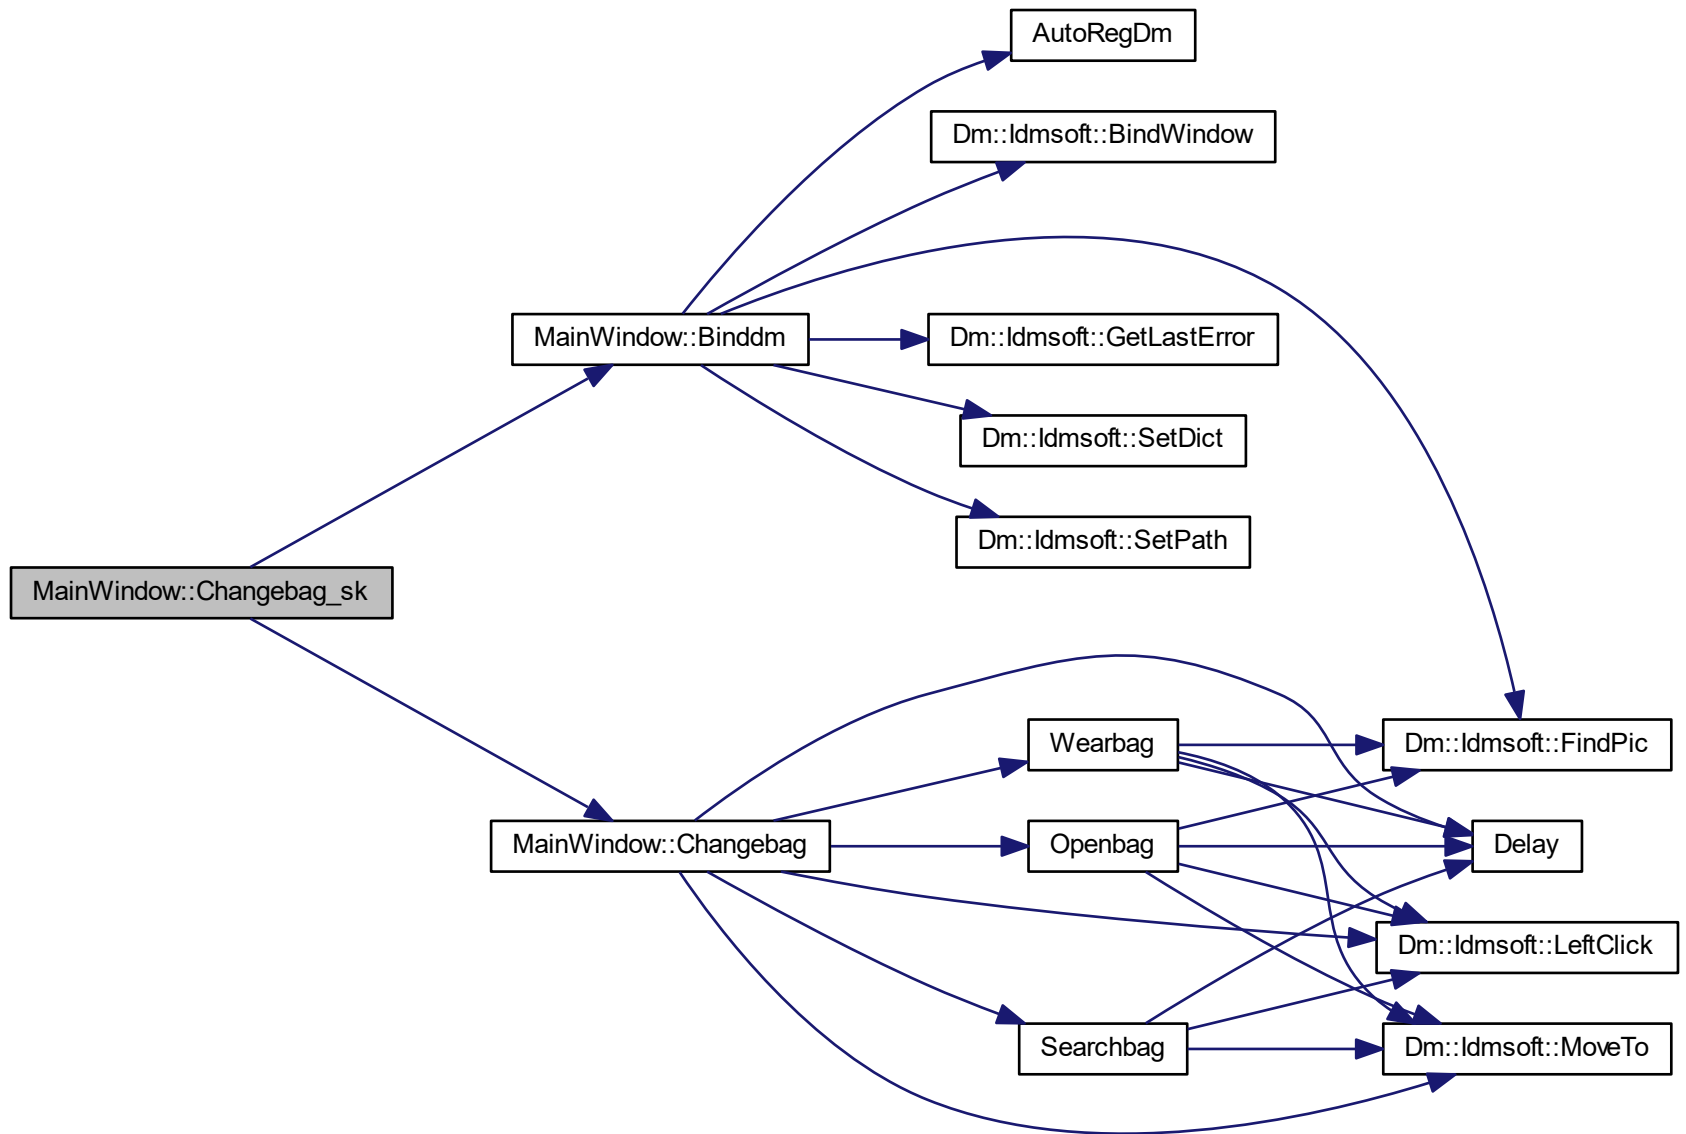 AutoRegDm
Dm::Idmsoft::BindWindow
MainWindow::Binddm
Dm::Idmsoft::GetLastError
Dm::Idmsoft::SetDict
Dm::Idmsoft::SetPath
MainWindow::Changebag_sk
Wearbag
Dm::Idmsoft::FindPic
MainWindow::Changebag
Openbag
Delay
Dm::Idmsoft::LeftClick
Searchbag
Dm::Idmsoft::MoveTo